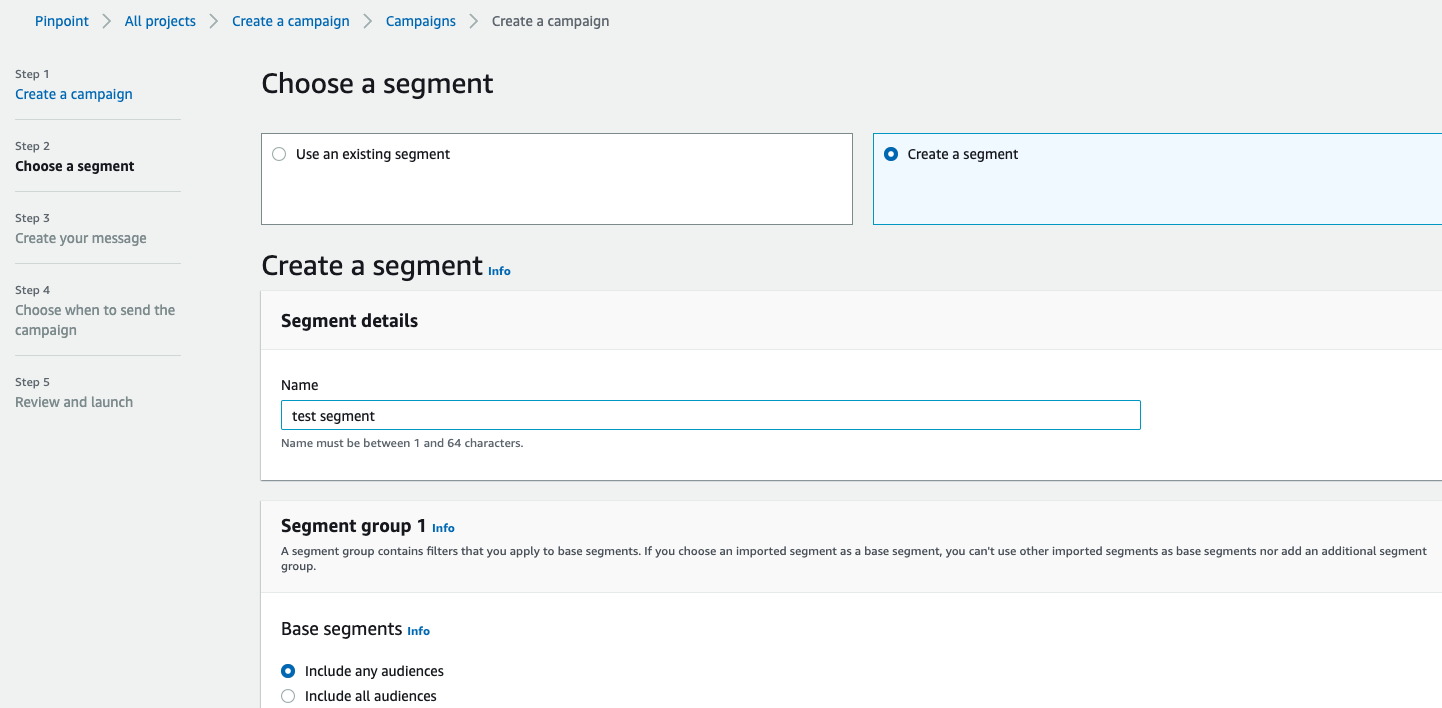 Pinpoint > All projects > Create a campaign > Campaigns > Create a campaign
Step 1
Create a campaign
Step 2
Choose a segment
Step 3
Create your message
Step 4
Choose when to send the
campaign
Step 5
Review and launch
Choose a segment
Use an existing segment
Create a segment
Create a segment Info
Segment details
Name
test segment
Name must be between 1 and 64 characters.
Segment group 1 Info
A segment group contains filters that you apply to base segments. If you choose an imported segment as a base segment, you can't use other imported segments as base segments nor add an additional segment
group.
Base segments Info
Include any audiences
Include all audiences